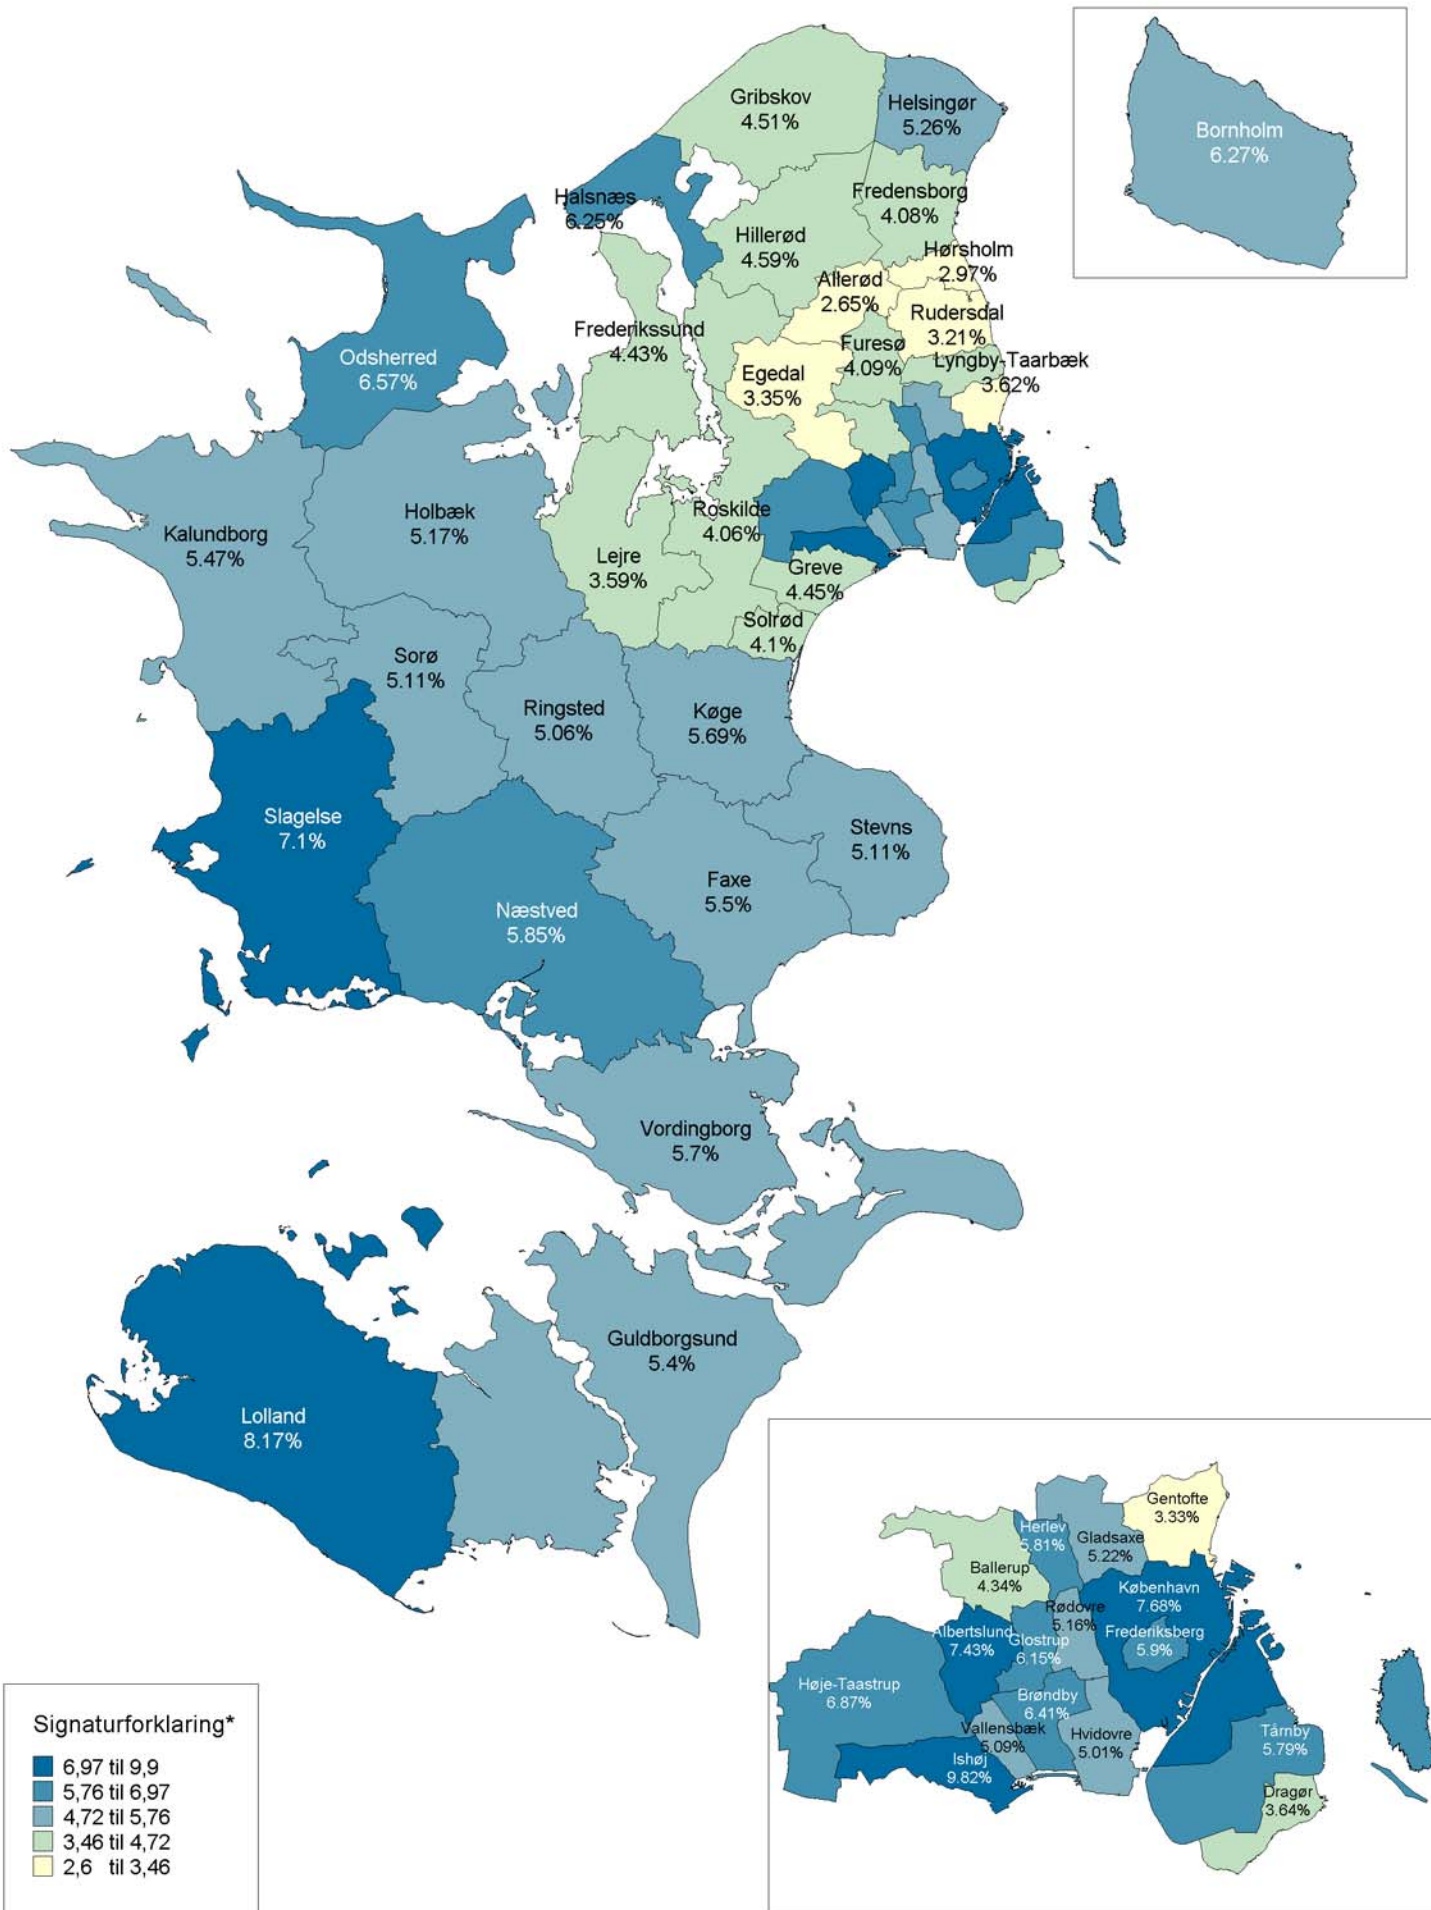 Gribskov
4.51%
Helsingør
5.26%
Bornholm
6.27%
Halsnæs
6.25%
Fredensborg
4.08%
Hillerød
4.59%
Hørsholm
2.97%
Allerød
2.65%
Rudersdal
3.21%
Frederikssund
4.43%
Furesø
4.09%
Lyngby-Taarbæk
3.62%
Odsherred
6.57%
Egedal
3.35%
Kalundborg
5.47%
Holbæk
5.17%
Roskilde
4.06%
Lejre
3.59%
Greve
4.45%
Solrød
4.1%
Sorø
5.11%
Ringsted
5.06%
Køge
5.69%
Slagelse
7.1%
Stevns
5.11%
Faxe
5.5%
Næstved
5.85%
Vordingborg
5.7%
Guldborgsund
5.4%
Lolland
8.17%
Gentofte
3.33%
Herlev
5.81%
Gladsaxe
5.22%
Ballerup
4.34%
København
7.68%
Rødovre
5.16%
Albertslund
7.43%
Glostrup
6.15%
Frederiksberg
5.9%
Høje-Taastrup
6.87%
Brøndby
6.41%
Vallensbæk
5.09%
Hvidovre
5.01%
Ishøj
9.82%
Tårnby
5.79%
Dragør
3.64%
Signaturforklaring*
6,97 til 9,9
5,76 til 6,97
4,72 til 5,76
3,46 til 4,72
2,6 til 3,46